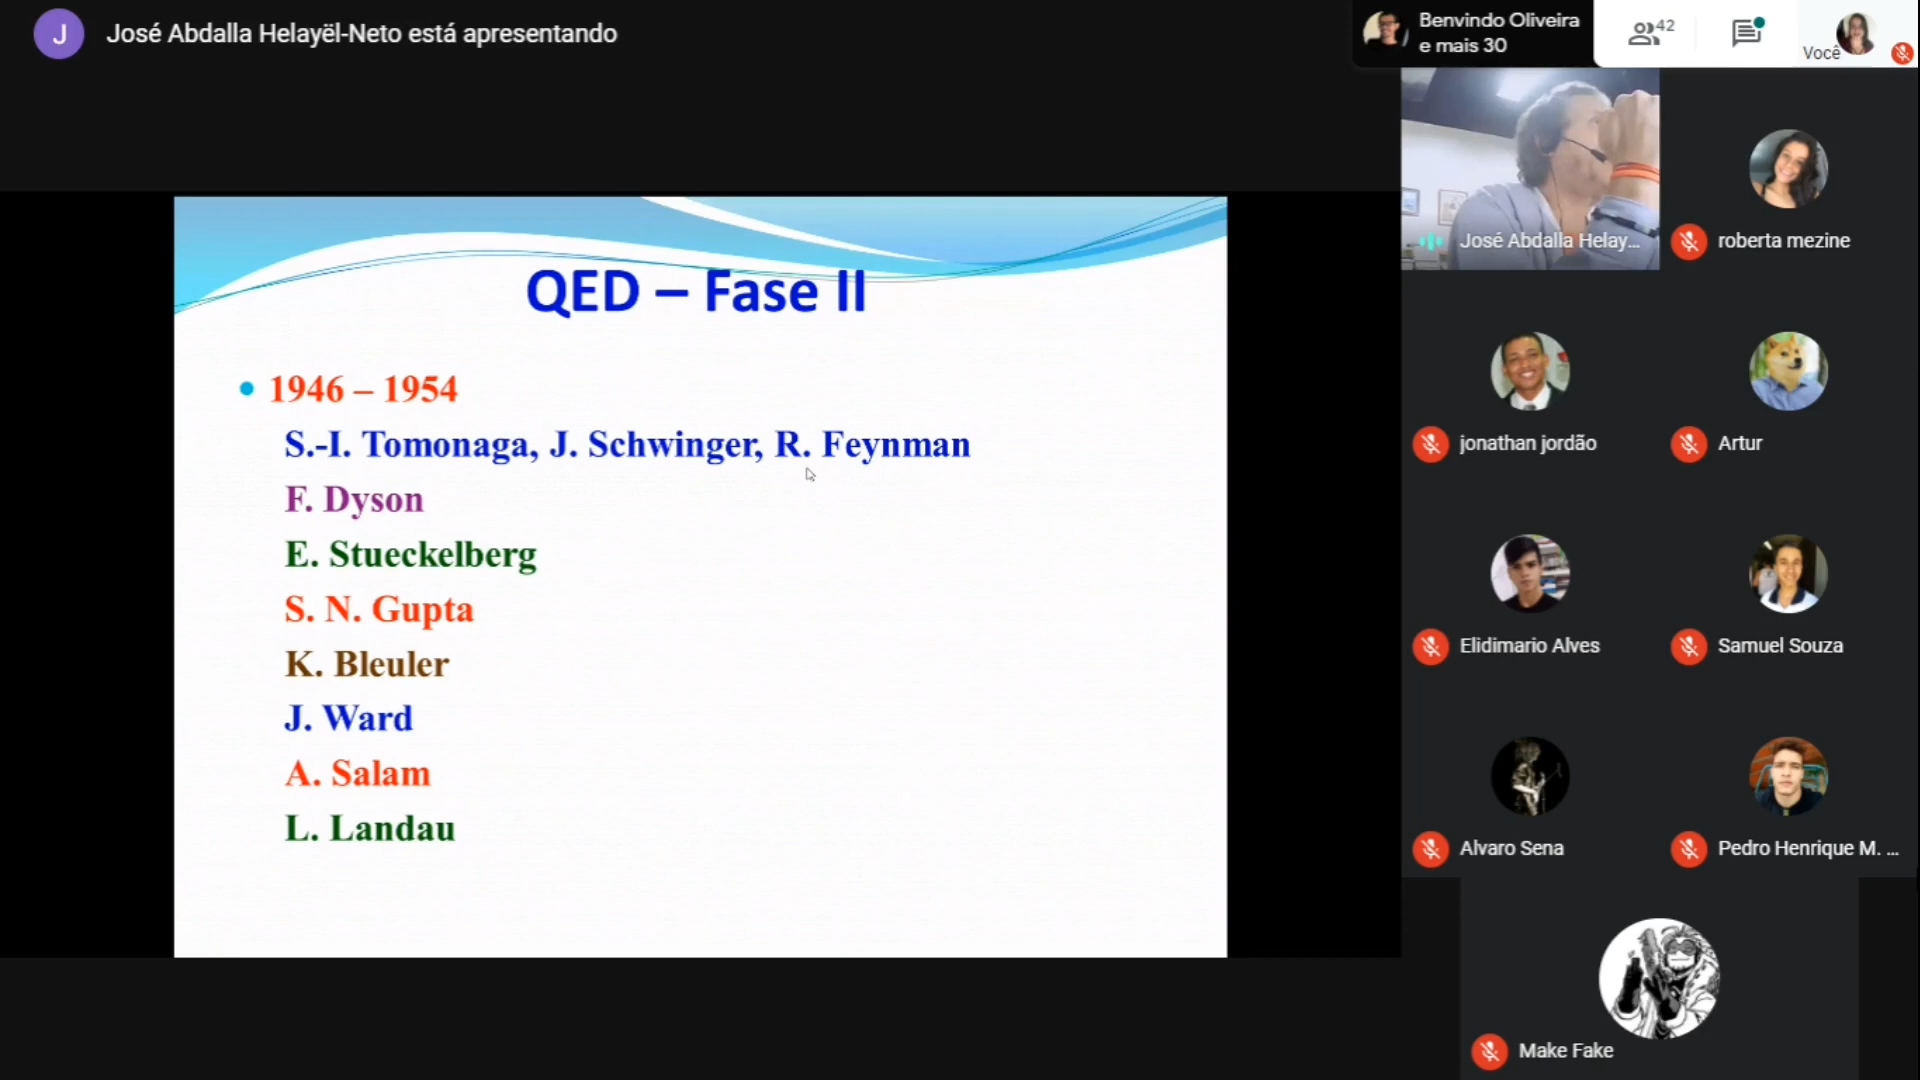 J
José Abdalla Helayël-Neto está apresentando
Benvindo Oliveira
e mais 30
42
Você
QED – Fase II
1946 – 1954
S.-I. Tomonaga, J. Schwinger, R. Feynman
F. Dyson
E. Stueckelberg
S. N. Gupta
K. Bleuler
J. Ward
A. Salam
L. Landau
José Abdalla Helay...
roberta mezine
jonathan jordão
Artur
Elidimario Alves
Samuel Souza
Alvaro Sena
Pedro Henrique M. ...
Make Fake